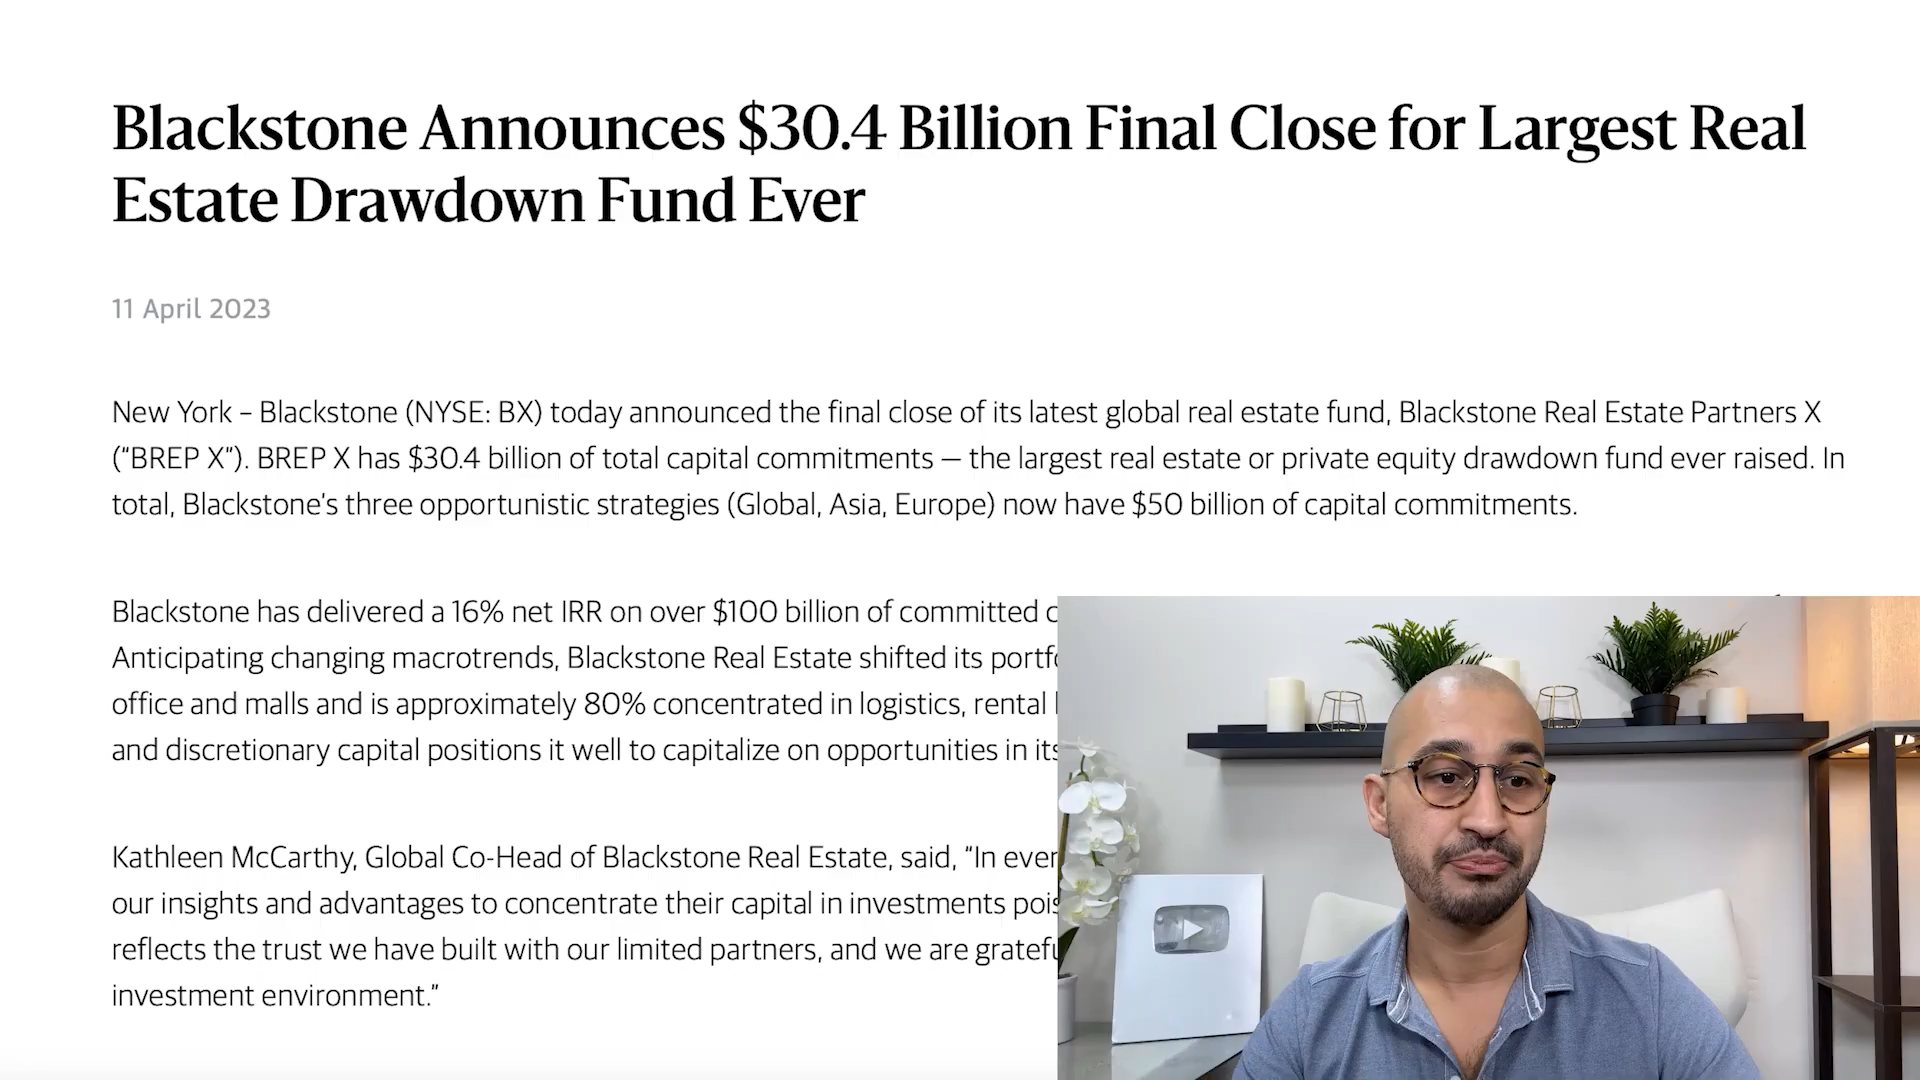 Blackstone Announces $30.4 Billion Final Close for Largest Real
Estate Drawdown Fund Ever
11 April 2023
New York – Blackstone (NYSE: BX) today announced the final close of its latest global real estate fund, Blackstone Real Estate Partners X
(“BREP X”). BREP X has $30.4 billion of total capital commitments — the largest real estate or private equity drawdown fund ever raised. In
total, Blackstone’s three opportunistic strategies (Global, Asia, Europe) now have $50 billion of capital commitments.
Blackstone has delivered a 16% net IRR on over $100 billion of committed
Anticipating changing macrotrends, Blackstone Real Estate shifted its
office and malls and is approximately 80% concentrated in logistics, rental
and discretionary capital positions it well to capitalize on opportunities in its
Kathleen McCarthy, Global Co-Head of Blackstone Real Estate, said, “In
our insights and advantages to concentrate their capital in investments
reflects the trust we have built with our limited partners, and we are
investment environment.”